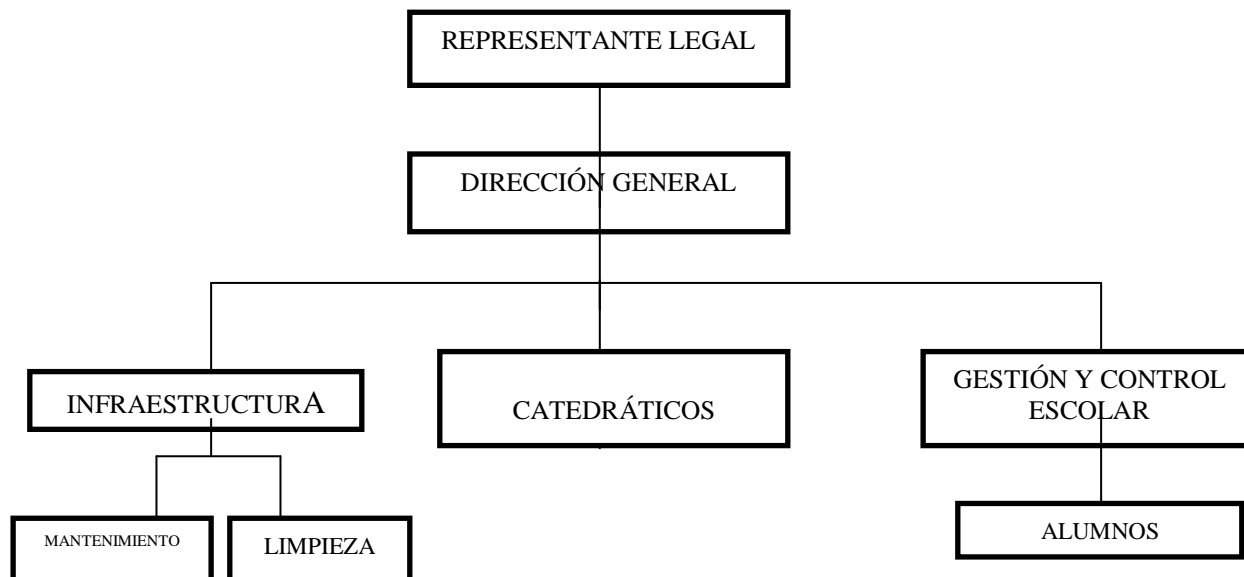 REPRESENTANTE LEGAL
DIRECCIÓN GENERAL
INFRAESTRUCTURA
CATEDRÁTICOS
GESTIÓN Y CONTROL
ESCOLAR
MANTENIMIENTO
LIMPIEZA
ALUMNOS